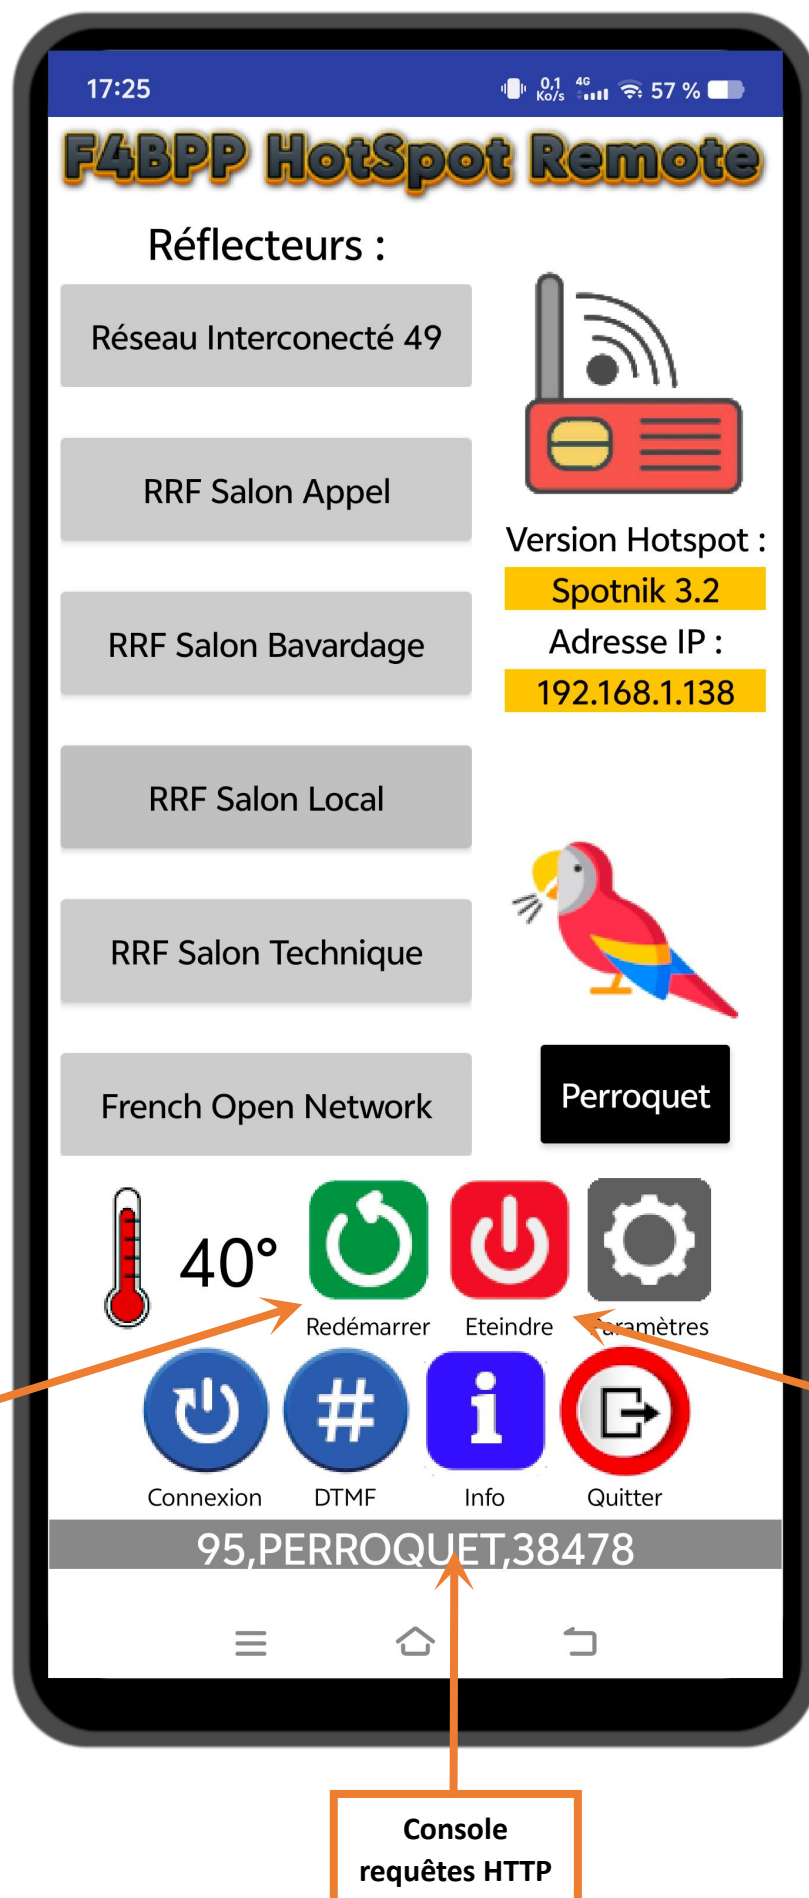 17:25
0,1 Ko/s 4G 57 %
F4BPP HotSpot Remote
Réflecteurs :
Réseau Interconecté 49
RRF Salon Appel
Version Hotspot :
Spotnik 3.2
RRF Salon Bavardage
Adresse IP :
192.168.1.138
RRF Salon Local
RRF Salon Technique
French Open Network
Perroquet
40°
Redémarrer Eteindre Paramètres
Connexion DTMF Info Quitter
95,PERROQUET,38478
Console
requêtes HTTP